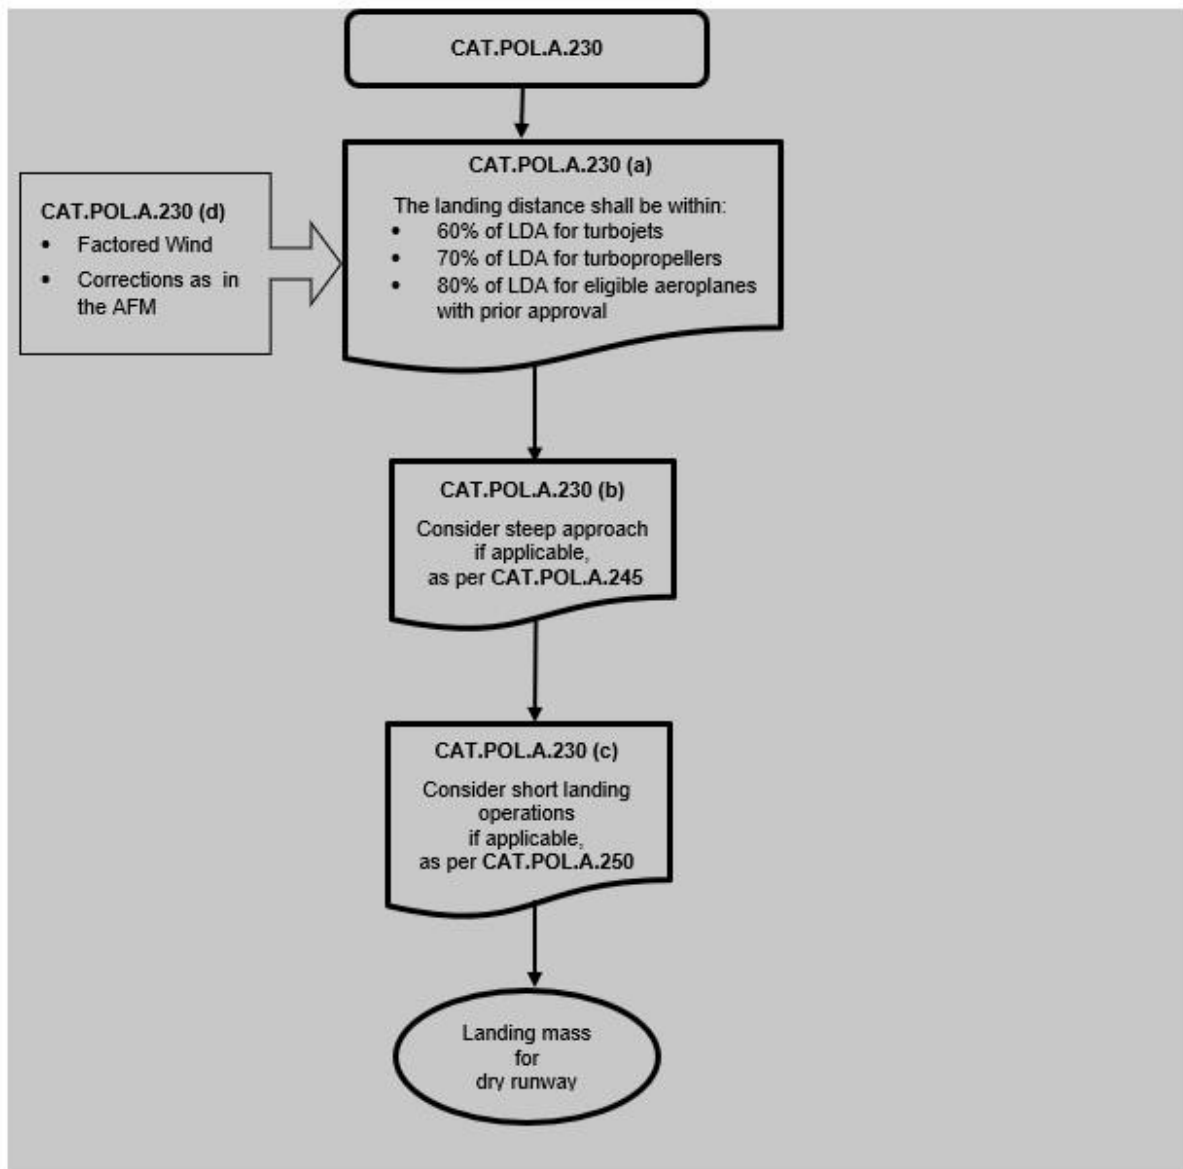 CAT.POL.A.230
CAT.POL.A.230 (a)
The landing distance shall be within:
• 60% of LDA for turbojets
• 70% of LDA for turbopropellers
• 80% of LDA for eligible aeroplanes
with prior approval
CAT.POL.A.230 (d)
• Factored Wind
• Corrections as in
the AFM
CAT.POL.A.230 (b)
Consider steep approach
if applicable,
as per CAT.POL.A.245
CAT.POL.A.230 (c)
Consider short landing
operations
if applicable,
as per CAT.POL.A.250
Landing mass
for
dry runway